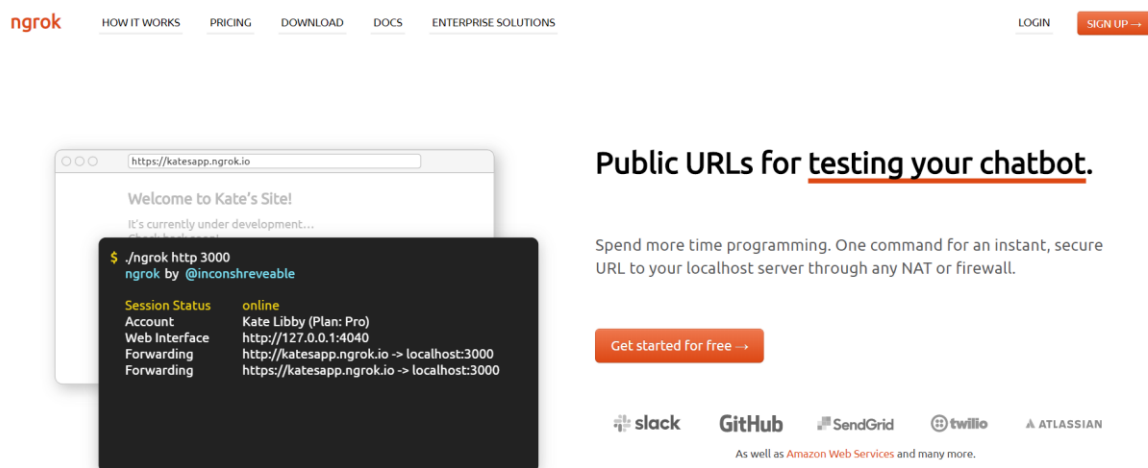 ngrok HOW IT WORKS PRICING DOWNLOAD DOCS ENTERPRISE SOLUTIONS LOGIN SIGN UP →
https://katesapp.ngrok.io
Welcome to Kate's Site!
It's currently under development...
$ ./ngrok http 3000
ngrok by @inconshreveable
Session Status online
Account Kate Libby (Plan: Pro)
Web Interface http://127.0.0.1:4040
Forwarding http://katesapp.ngrok.io -> localhost:3000
Forwarding https://katesapp.ngrok.io -> localhost:3000
Public URLs for testing your chatbot.
Spend more time programming. One command for an instant, secure
URL to your localhost server through any NAT or firewall.
Get started for free →
slack GitHub SendGrid twilio ATLASSIAN
As well as Amazon Web Services and many more.